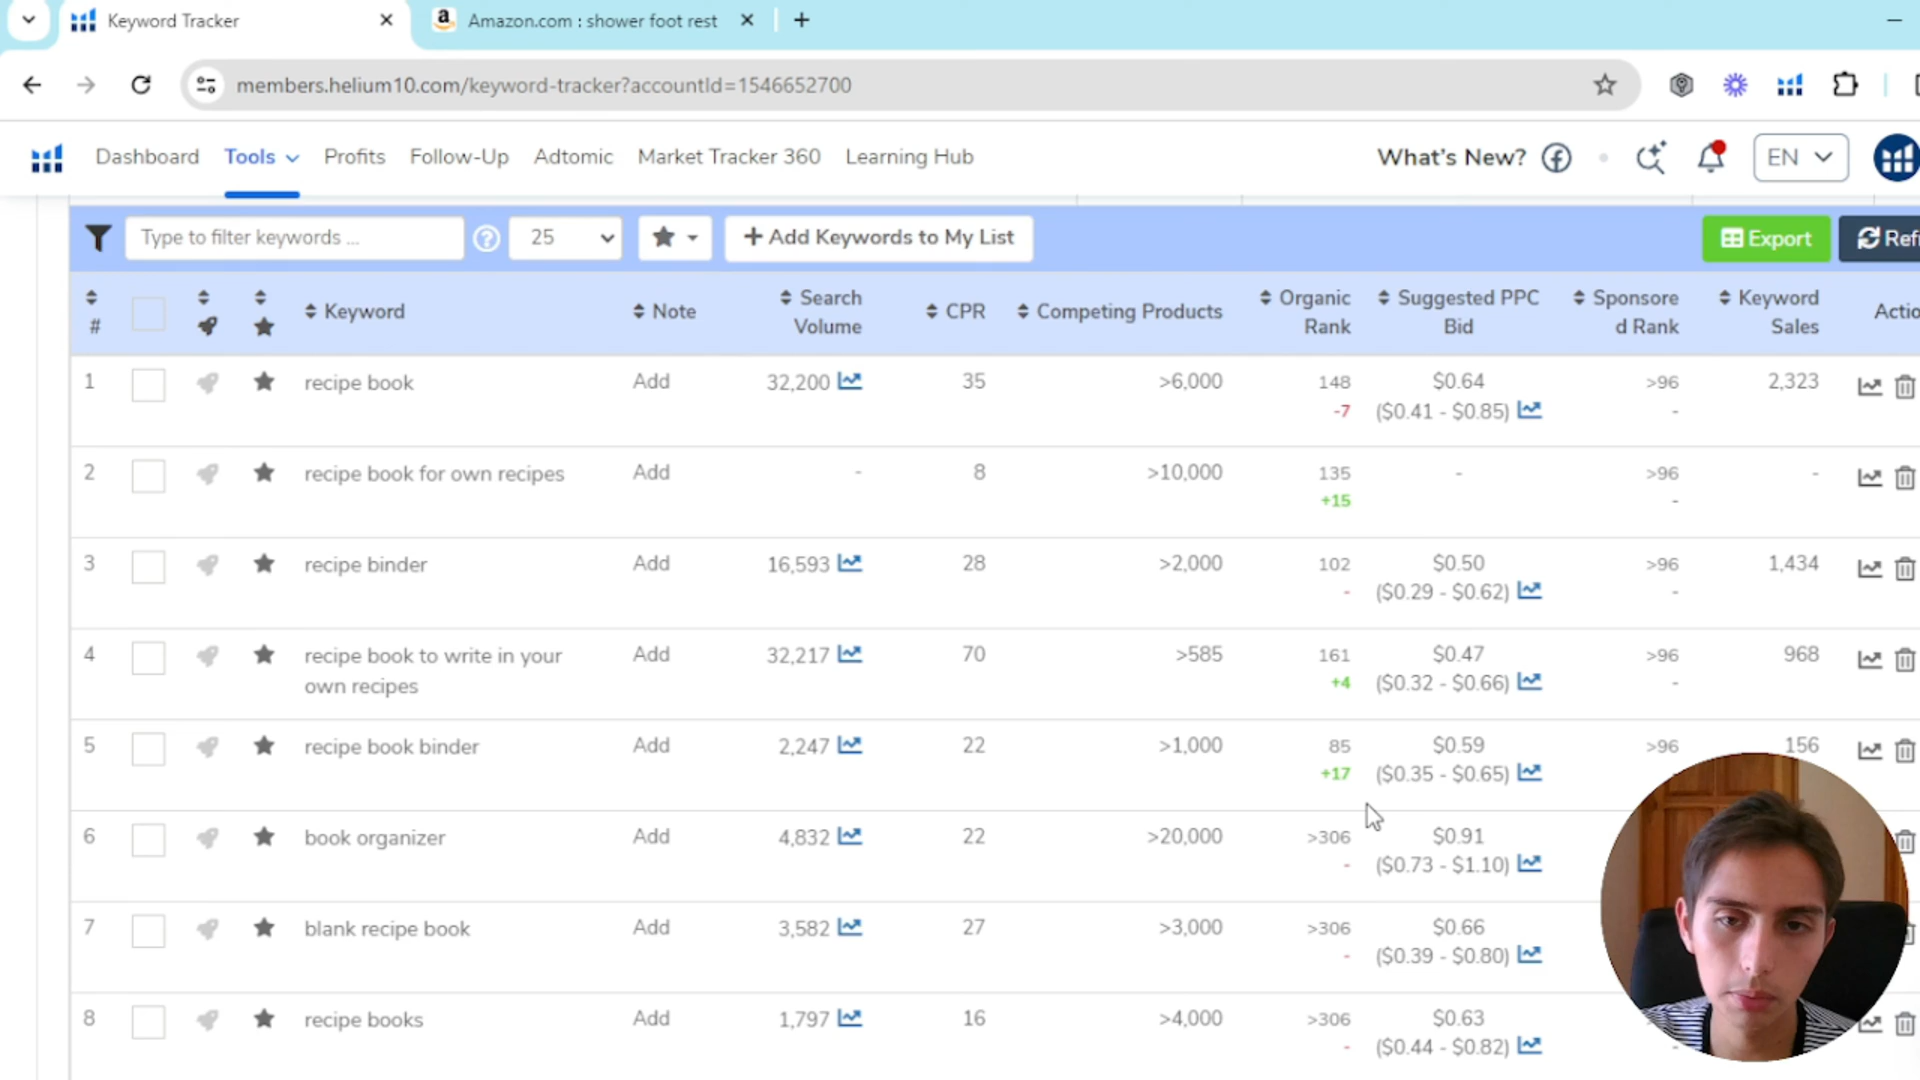 Keyword Tracker
Amazon.com : shower foot rest
members.helium10.com/keyword-tracker?accountId=1546652700
Dashboard Tools Profits Follow-Up Adtomic Market Tracker 360 Learning Hub What's New? EN
Type to filter keywords ... 25 + Add Keywords to My List Export Refr
# Keyword Note Search Volume CPR Competing Products Organic Rank Suggested PPC Bid Sponsore d Rank Keyword Sales Actio
1 recipe book Add 32,200 35 >6,000 148 $0.64 >96 2,323
-7 ($0.41 - $0.85) -
2 recipe book for own recipes Add - 8 >10,000 135 - >96 -
+15 -
3 recipe binder Add 16,593 28 >2,000 102 $0.50 >96 1,434
- ($0.29 - $0.62) -
4 recipe book to write in your Add 32,217 70 >585 161 $0.47 >96 968
own recipes +4 ($0.32 - $0.66) -
5 recipe book binder Add 2,247 22 >1,000 85 $0.59 >96 156
+17 ($0.35 - $0.65)
6 book organizer Add 4,832 22 >20,000 >306 $0.91
- ($0.73 - $1.10)
7 blank recipe book Add 3,582 27 >3,000 >306 $0.66
- ($0.39 - $0.80)
8 recipe books Add 1,797 16 >4,000 >306 $0.63
- ($0.44 - $0.82)